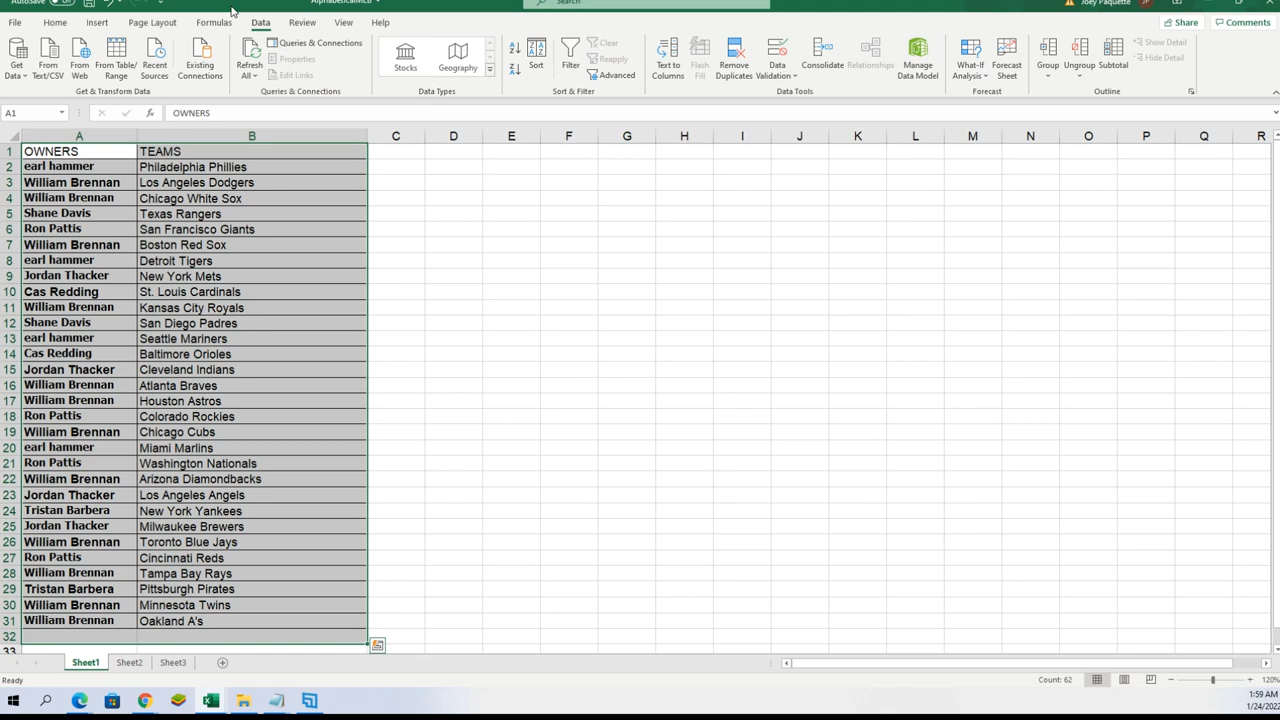 AutoSave Off AlphabeticalMLB Search Joey Paquette
File Home Insert Page Layout Formulas Data Review View Help Share Comments
Get Data From Text/CSV From Web From Table/Range Recent Sources Existing Connections
Get & Transform Data
Refresh All Queries & Connections Properties Edit Links
Queries & Connections
Stocks Geography
Data Types
Sort Filter Clear Reapply Advanced
Sort & Filter
Text to Columns Flash Fill Remove Duplicates Data Validation Consolidate Relationships Manage Data Model
Data Tools
What-If Analysis Forecast Sheet
Forecast
Group Ungroup Subtotal Show Detail Hide Detail
Outline
A1 fx OWNERS
A B C D E F G H I J K L M N O P Q R
1 OWNERS TEAMS
2 earl hammer Philadelphia Phillies
3 William Brennan Los Angeles Dodgers
4 William Brennan Chicago White Sox
5 Shane Davis Texas Rangers
6 Ron Pattis San Francisco Giants
7 William Brennan Boston Red Sox
8 earl hammer Detroit Tigers
9 Jordan Thacker New York Mets
10 Cas Redding St. Louis Cardinals
11 William Brennan Kansas City Royals
12 Shane Davis San Diego Padres
13 earl hammer Seattle Mariners
14 Cas Redding Baltimore Orioles
15 Jordan Thacker Cleveland Indians
16 William Brennan Atlanta Braves
17 William Brennan Houston Astros
18 Ron Pattis Colorado Rockies
19 William Brennan Chicago Cubs
20 earl hammer Miami Marlins
21 Ron Pattis Washington Nationals
22 William Brennan Arizona Diamondbacks
23 Jordan Thacker Los Angeles Angels
24 Tristan Barbera New York Yankees
25 Jordan Thacker Milwaukee Brewers
26 William Brennan Toronto Blue Jays
27 Ron Pattis Cincinnati Reds
28 William Brennan Tampa Bay Rays
29 Tristan Barbera Pittsburgh Pirates
30 William Brennan Minnesota Twins
31 William Brennan Oakland A's
32
33
Sheet1 Sheet2 Sheet3
Ready Count: 62 120%
1:59 AM
1/24/2022